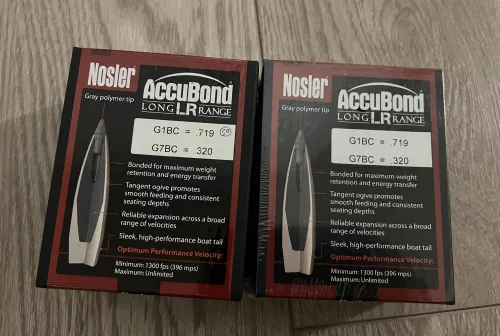 Nosler®
Gray polymer tip
ACCUBOND®
LONG LR RANGE
G1BC = .719
G7BC = .320
Bonded for maximum weight
retention and energy transfer
Tangent ogive promotes
smooth feeding and consistent
seating depths
Reliable expansion across a broad
range of velocities
Sleek, high-performance boat tail
Optimum Performance Velocity:
Minimum: 1300 fps (396 mps)
Maximum: Unlimited
Nosler®
Gray polymer tip
ACCUBOND®
LONG LR RANGE
G1BC = .719
G7BC = .320
Bonded for maximum weight
retention and energy transfer
Tangent ogive promotes
smooth feeding and consistent
seating depths
Reliable expansion across a broad
range of velocities
Sleek, high-performance boat tail
Optimum Performance Velocity:
Minimum: 1300 fps (396 mps)
Maximum: Unlimited